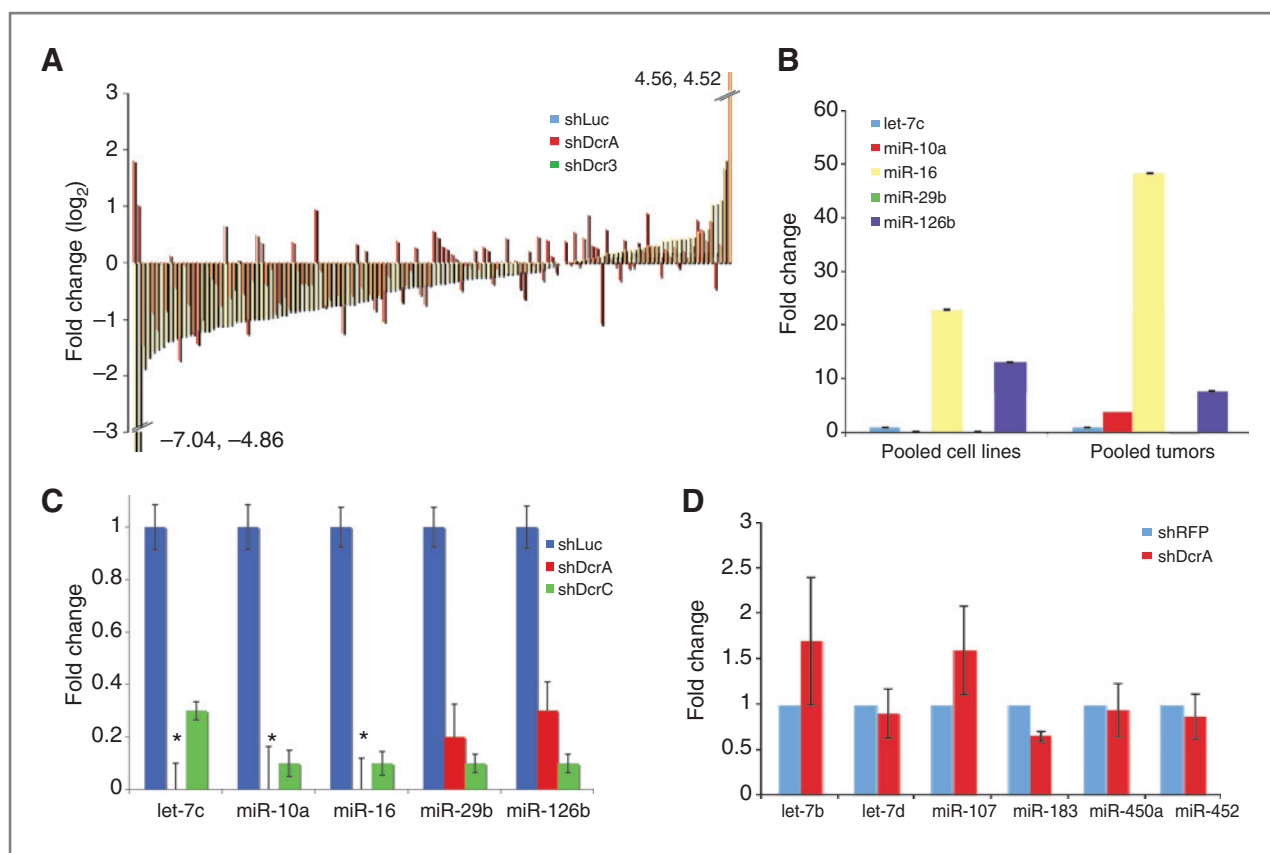 A
4.56, 4.52
3
2
1
0
−1
−2
−3
Fold change (log2)
shLuc
shDcrA
shDcr3
−7.04, −4.86
B
60
50
40
30
20
10
0
Fold change
let-7c
miR-10a
miR-16
miR-29b
miR-126b
Pooled cell lines
Pooled tumors
C
1
0.8
0.6
0.4
0.2
0
Fold change
shLuc
shDcrA
shDcrC
*
*
*
let-7c
miR-10a
miR-16
miR-29b
miR-126b
D
3
2.5
2
1.5
1
0.5
0
Fold change
shRFP
shDcrA
let-7b
let-7d
miR-107
miR-183
miR-450a
miR-452